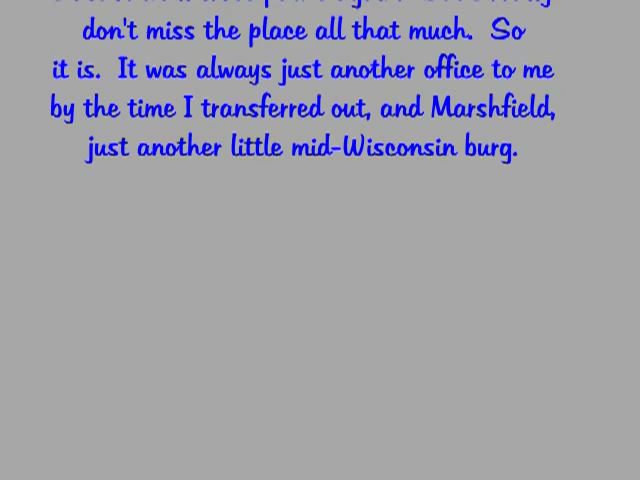 don't miss the place all that much. So
it is. It was always just another office to me
by the time I transferred out, and Marshfield,
just another little mid-Wisconsin burg.